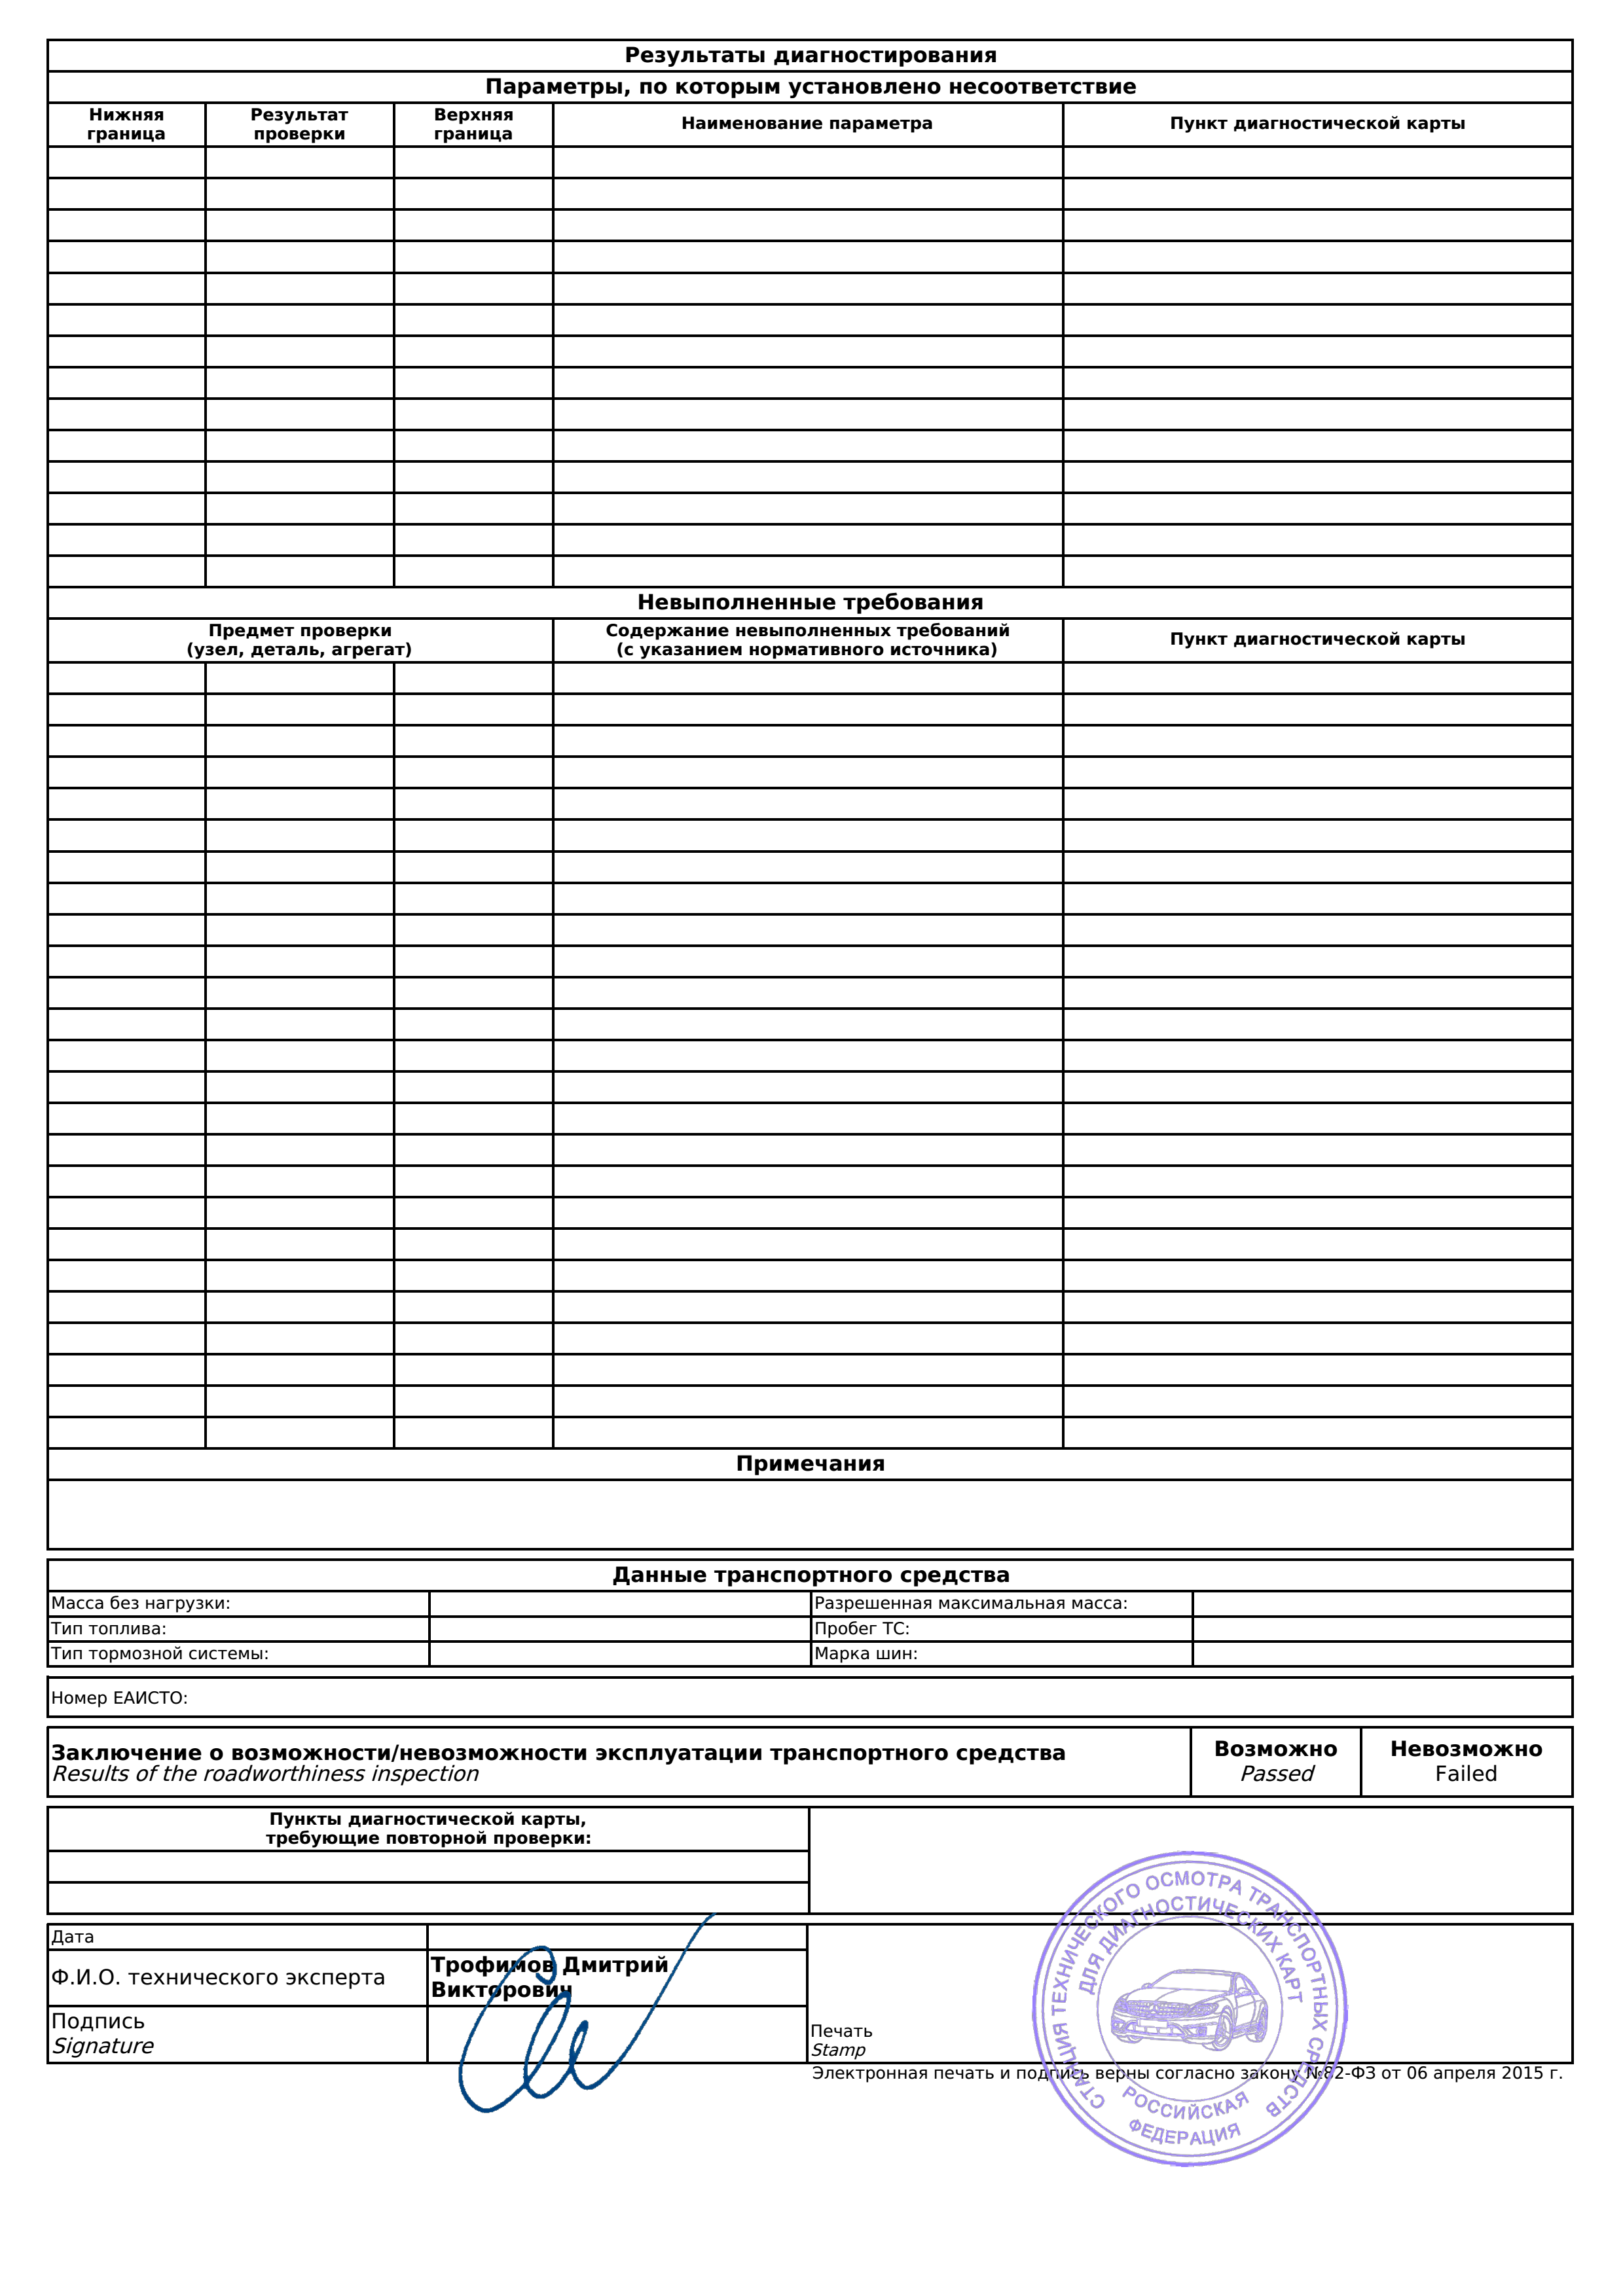 Результаты диагностирования
Параметры, по которым установлено несоответствие
Нижняя граница
Результат проверки
Верхняя граница
Наименование параметра
Пункт диагностической карты
Невыполненные требования
Предмет проверки
(узел, деталь, агрегат)
Содержание невыполненных требований
(с указанием нормативного источника)
Пункт диагностической карты
Примечания
Данные транспортного средства
Масса без нагрузки:
Разрешенная максимальная масса:
Тип топлива:
Пробег ТС:
Тип тормозной системы:
Марка шин:
Номер ЕАИСТО:
Заключение о возможности/невозможности эксплуатации транспортного средства
Results of the roadworthiness inspection
Возможно
Passed
Невозможно
Failed
Пункты диагностической карты,
требующие повторной проверки:
Дата
Ф.И.О. технического эксперта
Трофимов Дмитрий
Викторович
Подпись
Signature
Печать
Stamp
Электронная печать и подпись верны согласно закону №82-ФЗ от 06 апреля 2015 г.
СТАНЦИЯ ТЕХНИЧЕСКОГО ОСМОТРА ТРАНСПОРТНЫХ СРЕДСТВ
ДЛЯ ДИАГНОСТИЧЕСКИХ КАРТ
РОССИЙСКАЯ
ФЕДЕРАЦИЯ